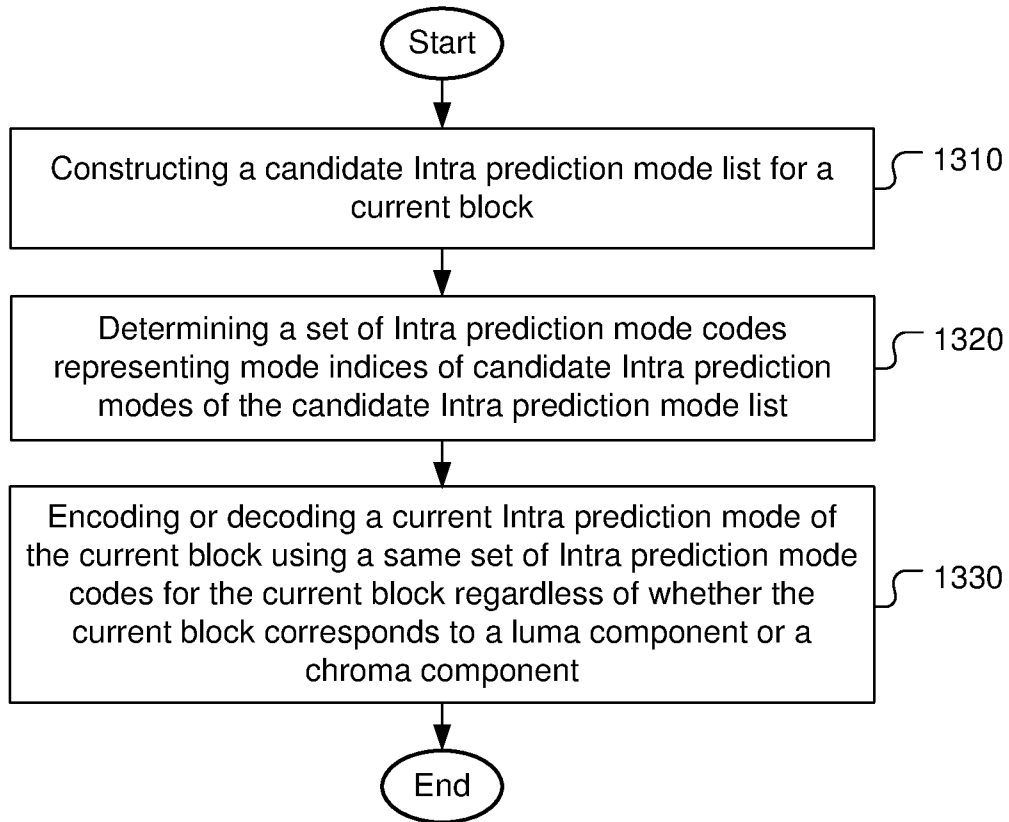 Start
Constructing a candidate Intra prediction mode list for a
current block
1310
Determining a set of Intra prediction mode codes
representing mode indices of candidate Intra prediction
modes of the candidate Intra prediction mode list
1320
Encoding or decoding a current Intra prediction mode of
the current block using a same set of Intra prediction mode
codes for the current block regardless of whether the
current block corresponds to a luma component or a
chroma component
1330
End